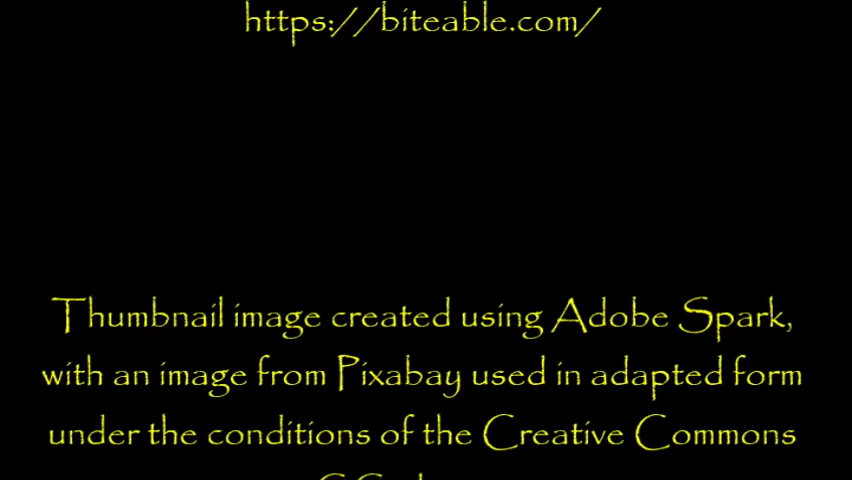 https://biteable.com/
Thumbnail image created using Adobe Spark,
with an image from Pixabay used in adapted form
under the conditions of the Creative Commons